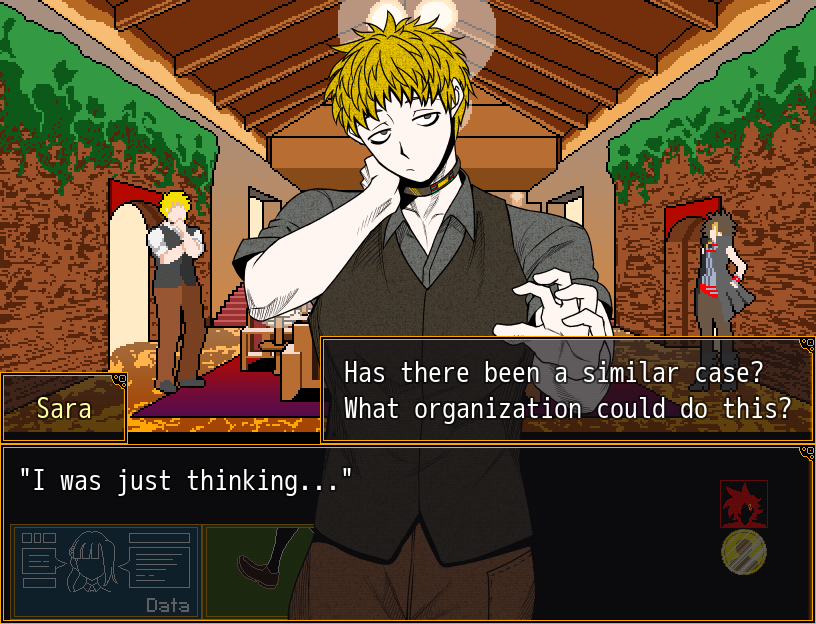 Has there been a similar case?
What organization could do this?
Sara
"I was just thinking..."
Data